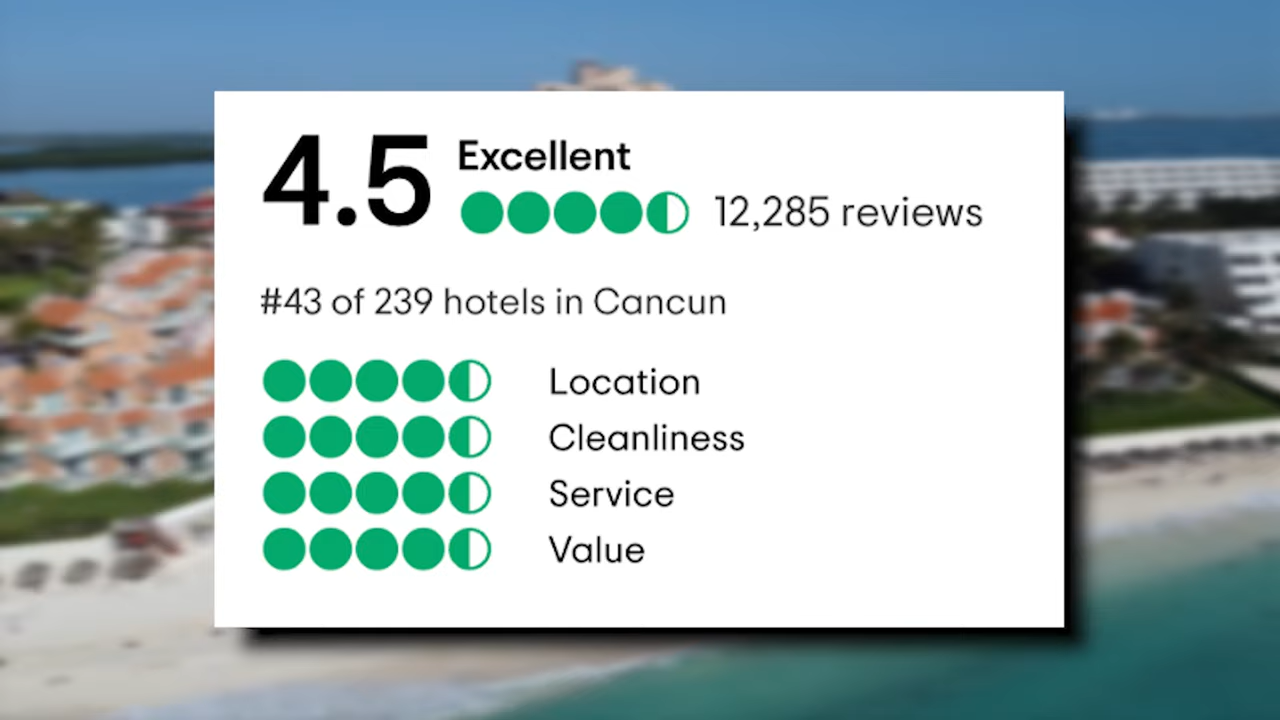 4.5 Excellent
12,285 reviews
#43 of 239 hotels in Cancun
Location
Cleanliness
Service
Value